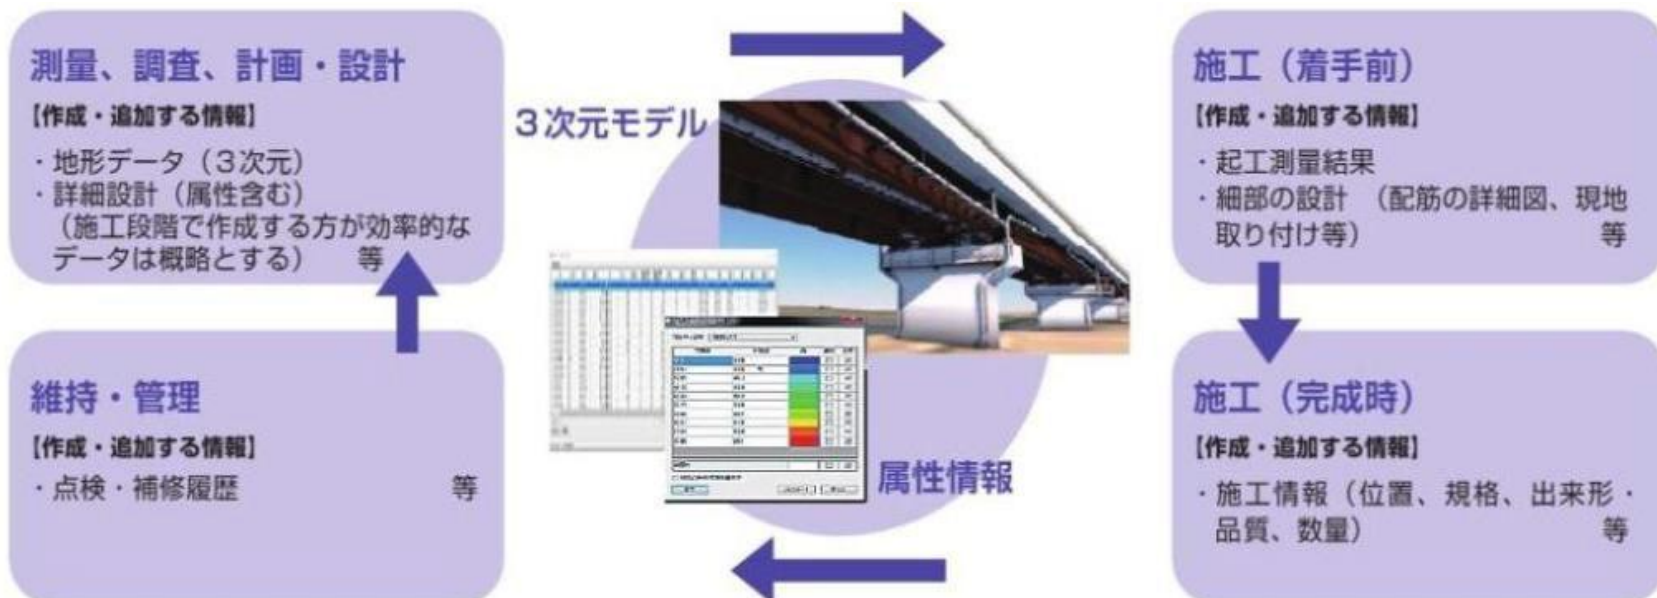 測量、調査、計画・設計
【作成・追加する情報】
・地形データ（３次元）
・詳細設計（属性含む）
（施工段階で作成する方が効率的な
データは概略とする）　等
維持・管理
【作成・追加する情報】
・点検・補修履歴　等
３次元モデル
属性情報
施工（着手前）
【作成・追加する情報】
・起工測量結果
・細部の設計　（配筋の詳細図、現地
取り付け等）　等
施工（完成時）
【作成・追加する情報】
・施工情報（位置、規格、出来形・
品質、数量）　等